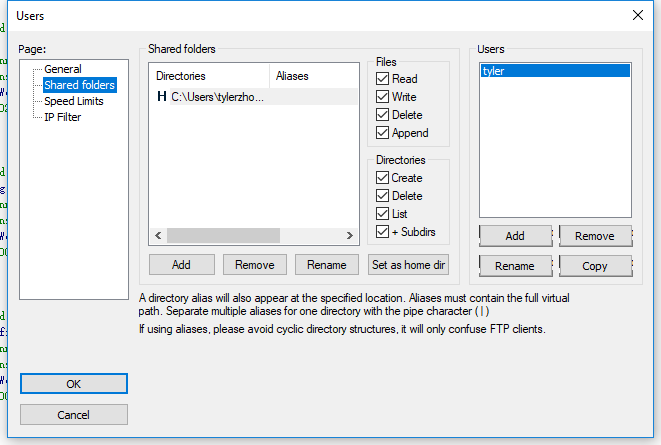 Users
Page:
General
Shared folders
Speed Limits
IP Filter
Shared folders
Directories Aliases
H C:\Users\tylerzho...
Files
Read
Write
Delete
Append
Directories
Create
Delete
List
+ Subdirs
Add Remove Rename Set as home dir
Users
tyler
Add Remove
Rename Copy
A directory alias will also appear at the specified location. Aliases must contain the full virtual
path. Separate multiple aliases for one directory with the pipe character (|)
If using aliases, please avoid cyclic directory structures, it will only confuse FTP clients.
OK
Cancel